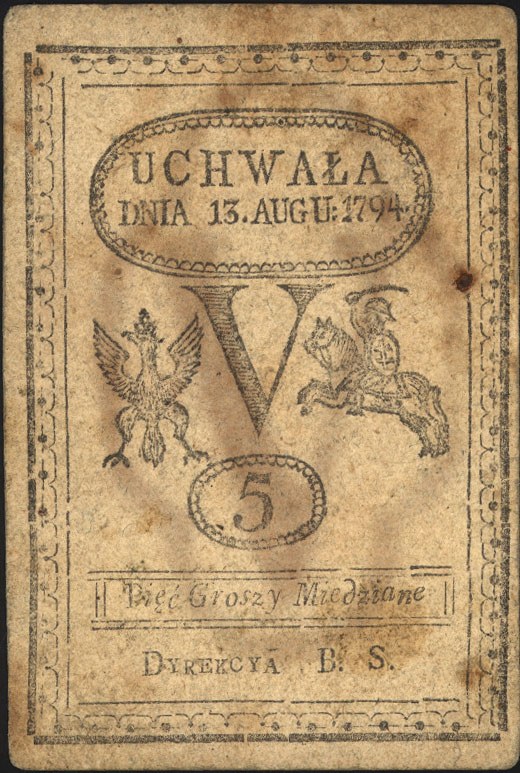 UCHWAŁA
DNIA 13. AUGU: 1794.
V
5
Pięć Groszy Miedziane
DYREKCYA B. S.